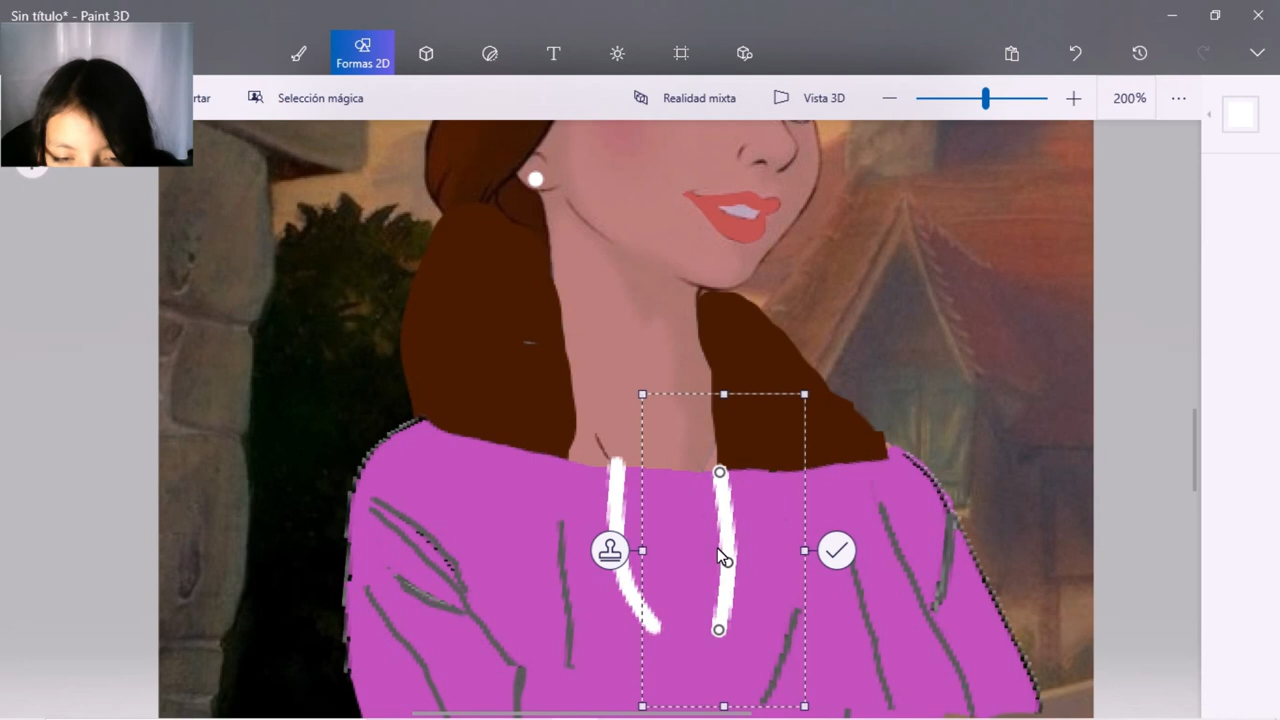 Sin título* - Paint 3D
Formas 2D
rtar
Selección mágica
Realidad mixta
Vista 3D
200%